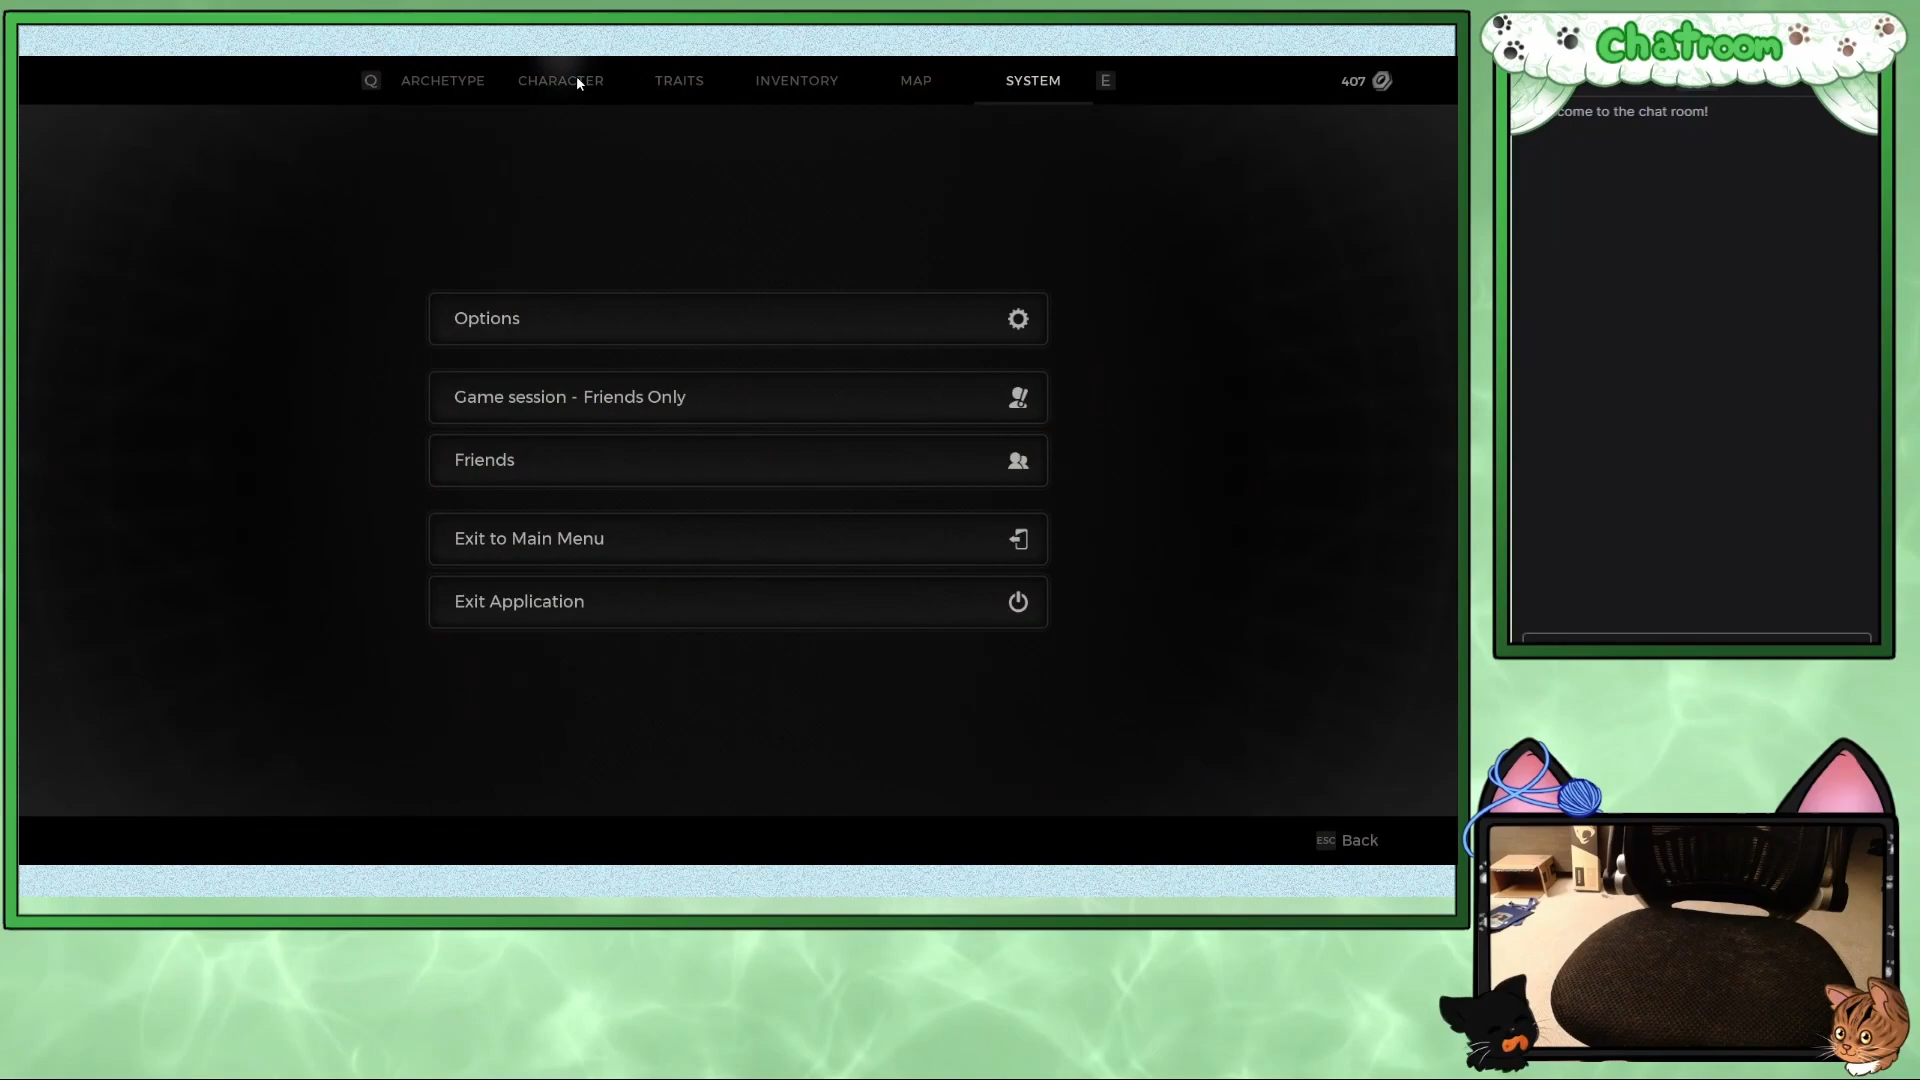 Q ARCHETYPE CHARACTER TRAITS INVENTORY MAP SYSTEM E 407
Options
Game session - Friends Only
Friends
Exit to Main Menu
Exit Application
ESC Back
Chatroom
come to the chat room!